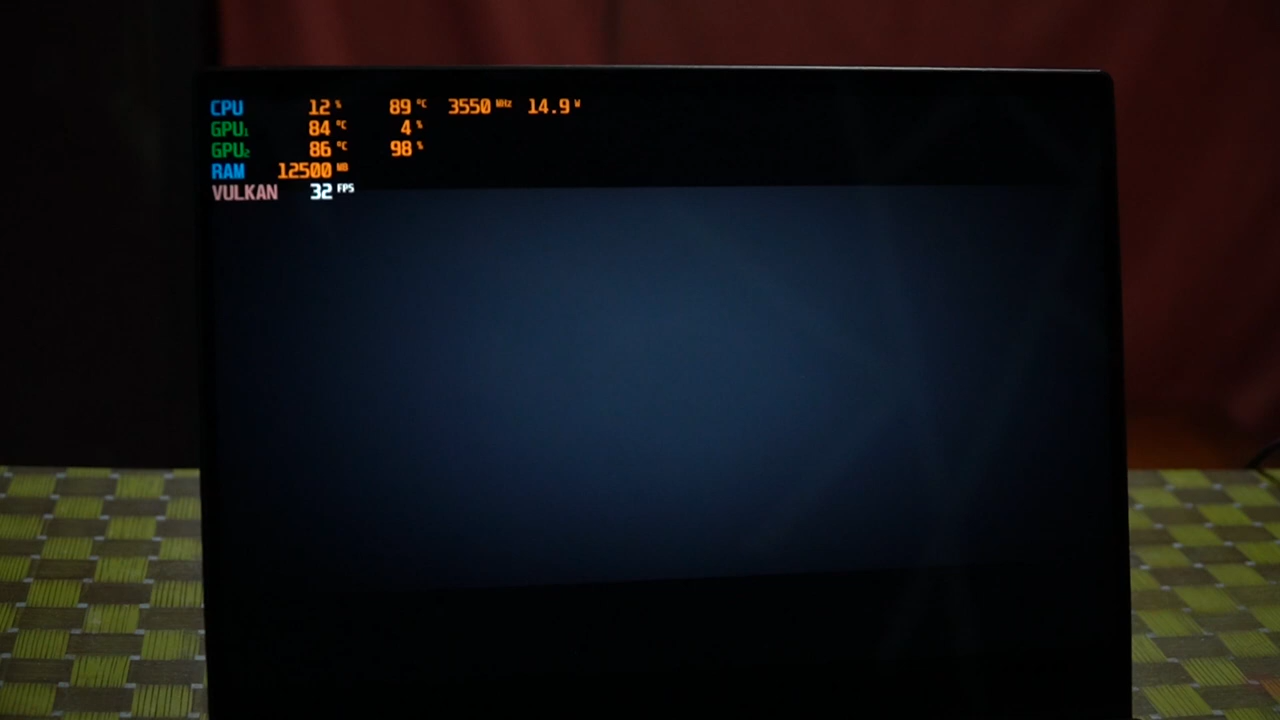 CPU 12 % 89 °C 3550 MHz 14.9 W
GPU1 84 °C 4 %
GPU2 86 °C 98 %
RAM 12500 MB
VULKAN 32 FPS